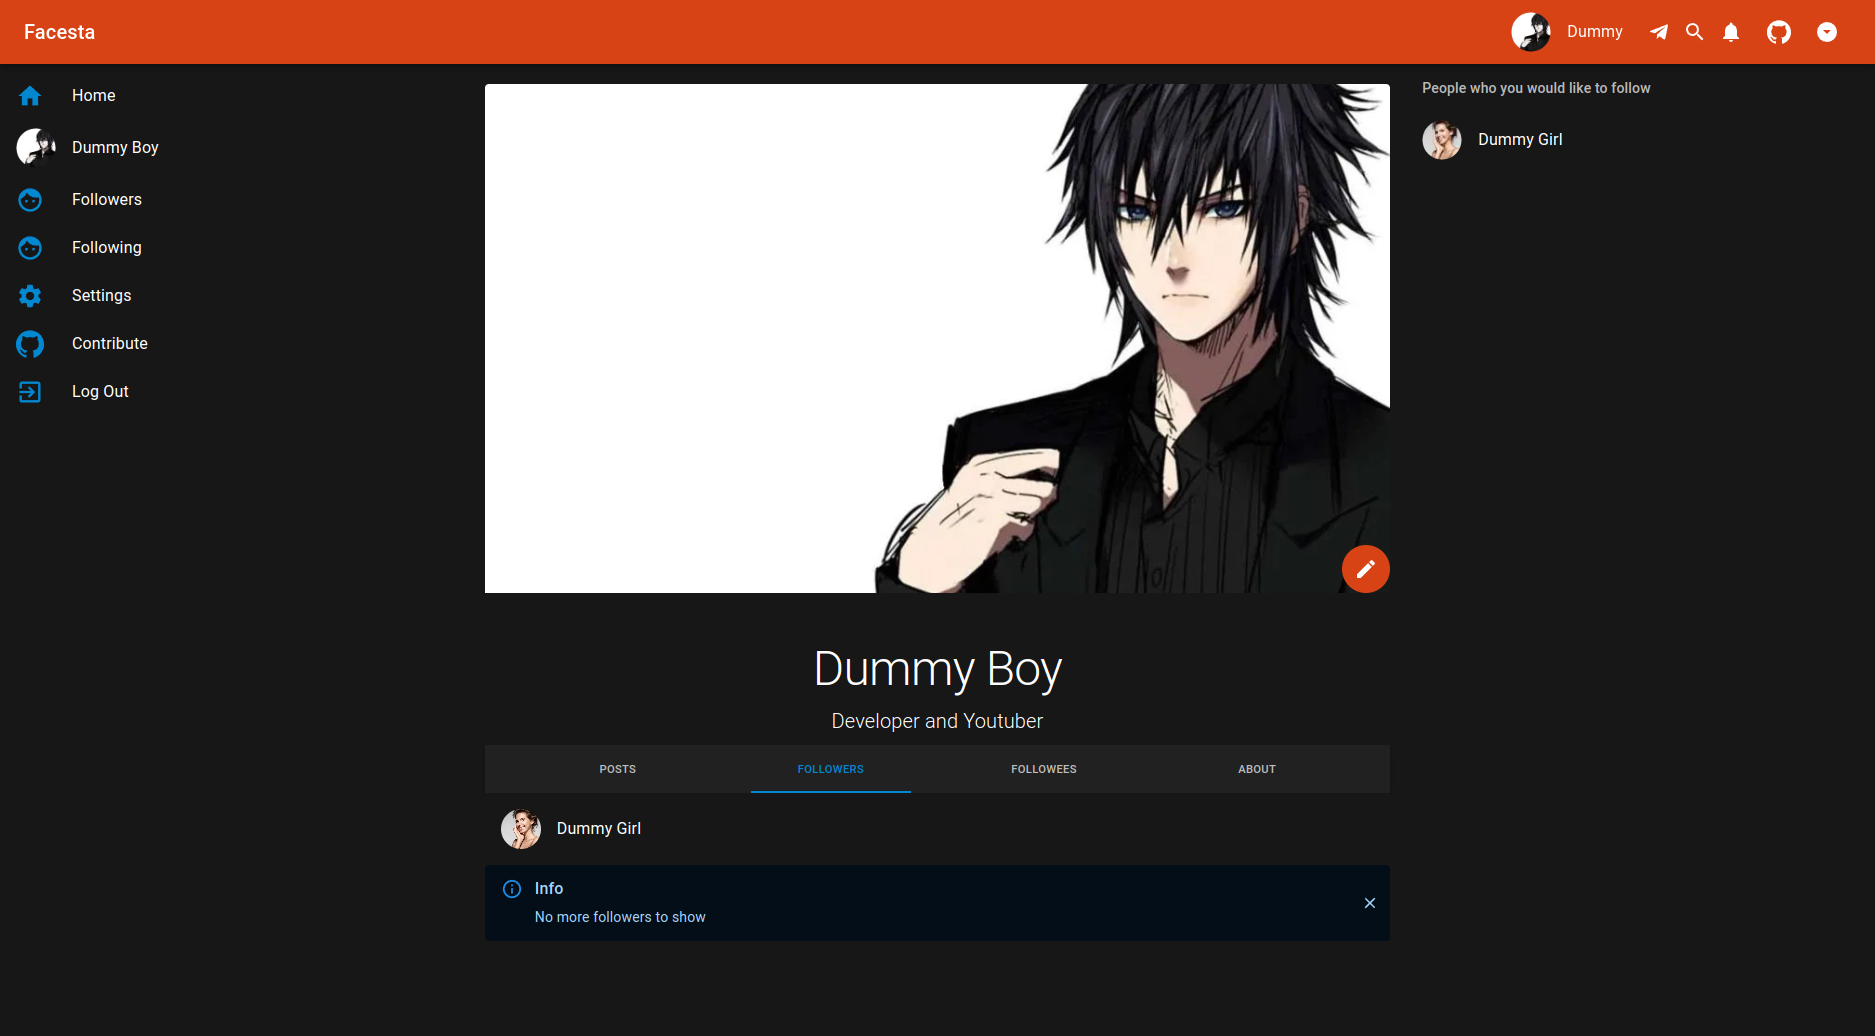 Facesta
Dummy
Home
Dummy Boy
Followers
Following
Settings
Contribute
Log Out
People who you would like to follow
Dummy Girl
Dummy Boy
Developer and Youtuber
POSTS
FOLLOWERS
FOLLOWEES
ABOUT
Dummy Girl
Info
No more followers to show